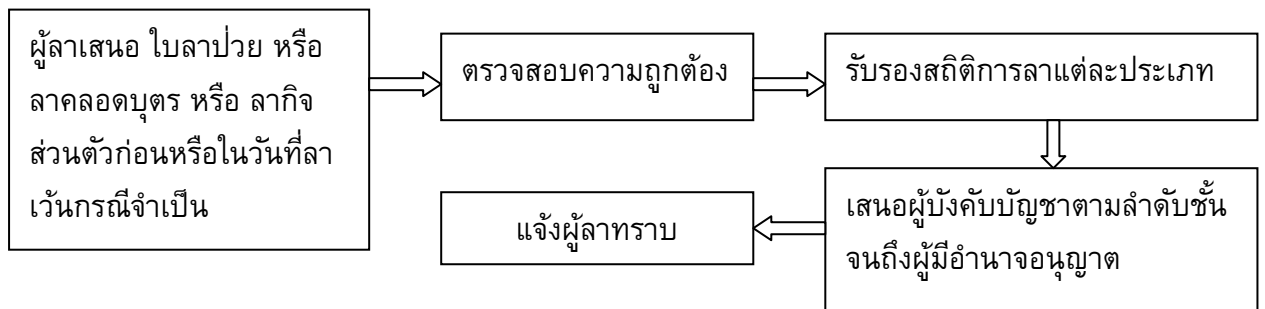 ผู้ลาเสนอ ใบลาป่วย หรือ
ลาคลอดบุตร หรือ ลากิจ
ส่วนตัวก่อนหรือในวันที่ลา
เว้นกรณีจำเป็น
ตรวจสอบความถูกต้อง
รับรองสถิติการลาแต่ละประเภท
เสนอผู้บังคับบัญชาตามลำดับชั้น
จนถึงผู้มีอำนาจอนุญาต
แจ้งผู้ลาทราบ